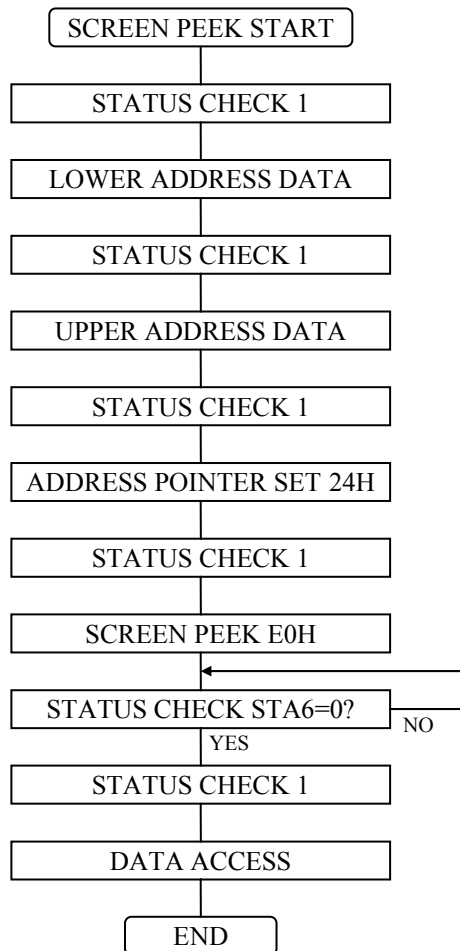 SCREEN PEEK START
STATUS CHECK 1
LOWER ADDRESS DATA
STATUS CHECK 1
UPPER ADDRESS DATA
STATUS CHECK 1
ADDRESS POINTER SET 24H
STATUS CHECK 1
SCREEN PEEK E0H
STATUS CHECK STA6=0?
NO
YES
STATUS CHECK 1
DATA ACCESS
END